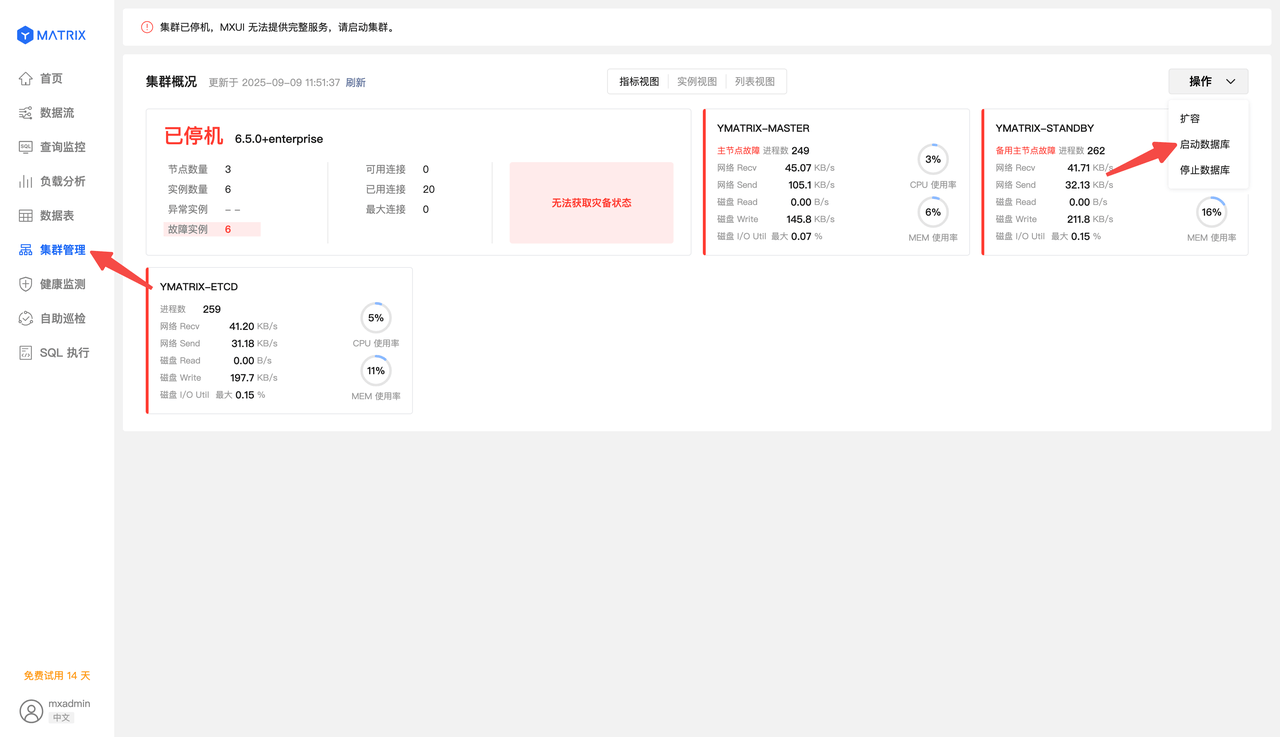 YMATRIX
首页
数据流
查询监控
负载分析
数据表
集群管理
健康监测
自助巡检
SQL 执行
免费试用 14 天
mxadmin
中文
集群已停机，MXUI 无法提供完整服务，请启动集群。
集群概况 更新于 2025-09-09 11:51:37 刷新
指标视图 实例视图 列表视图
操作
扩容
启动数据库
停止数据库
已停机 6.5.0+enterprise
节点数量 3
实例数量 6
异常实例 - -
故障实例 6
可用连接 0
已用连接 20
最大连接 0
无法获取灾备状态
YMATRIX-MASTER
主节点故障 进程数 249
网络 Recv 45.07 KB/s
网络 Send 105.1 KB/s
磁盘 Read 0.00 B/s
磁盘 Write 145.8 KB/s
磁盘 I/O Util 最大 0.07 %
3%
CPU 使用率
6%
MEM 使用率
YMATRIX-STANDBY
备用主节点故障 进程数 262
网络 Recv 41.71 KB/s
网络 Send 32.13 KB/s
磁盘 Read 0.00 B/s
磁盘 Write 211.8 KB/s
磁盘 I/O Util 最大 0.15 %
16%
MEM 使用率
YMATRIX-ETCD
进程数 259
网络 Recv 41.20 KB/s
网络 Send 31.18 KB/s
磁盘 Read 0.00 B/s
磁盘 Write 197.7 KB/s
磁盘 I/O Util 最大 0.15 %
5%
CPU 使用率
11%
MEM 使用率